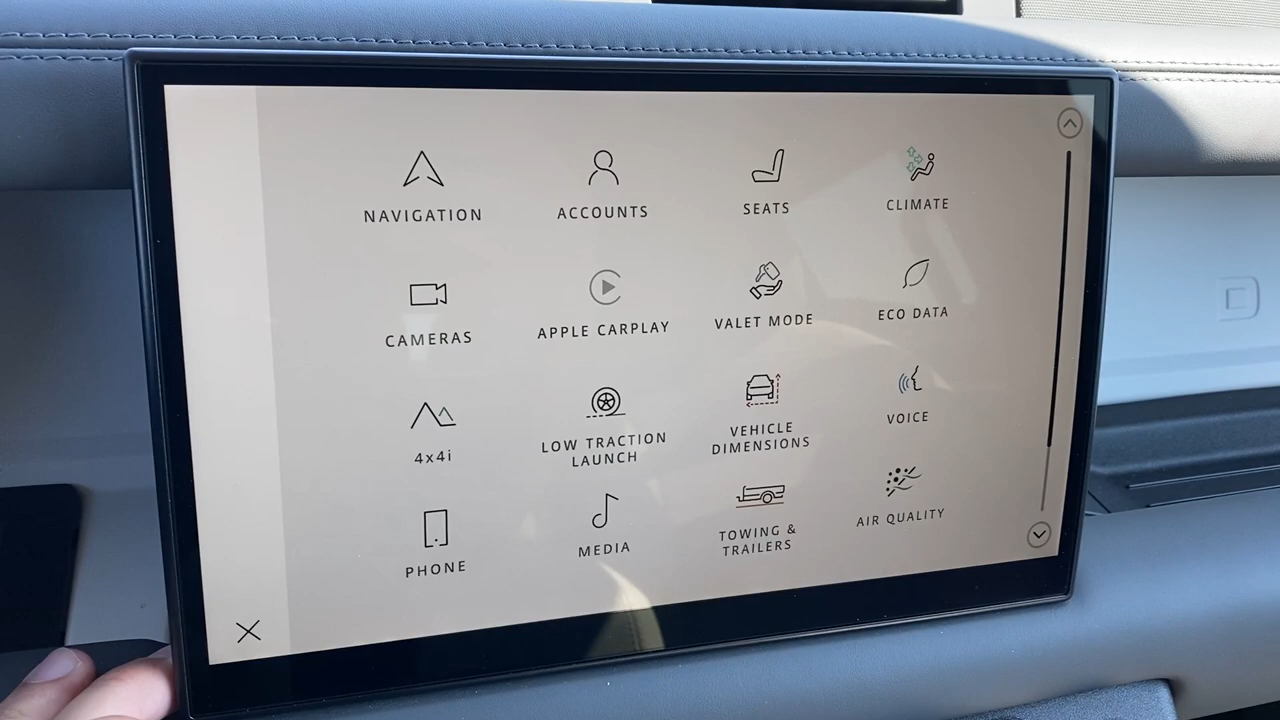 NAVIGATION
ACCOUNTS
SEATS
CLIMATE
CAMERAS
APPLE CARPLAY
VALET MODE
ECO DATA
4x4i
LOW TRACTION
LAUNCH
VEHICLE
DIMENSIONS
VOICE
PHONE
MEDIA
TOWING &
TRAILERS
AIR QUALITY